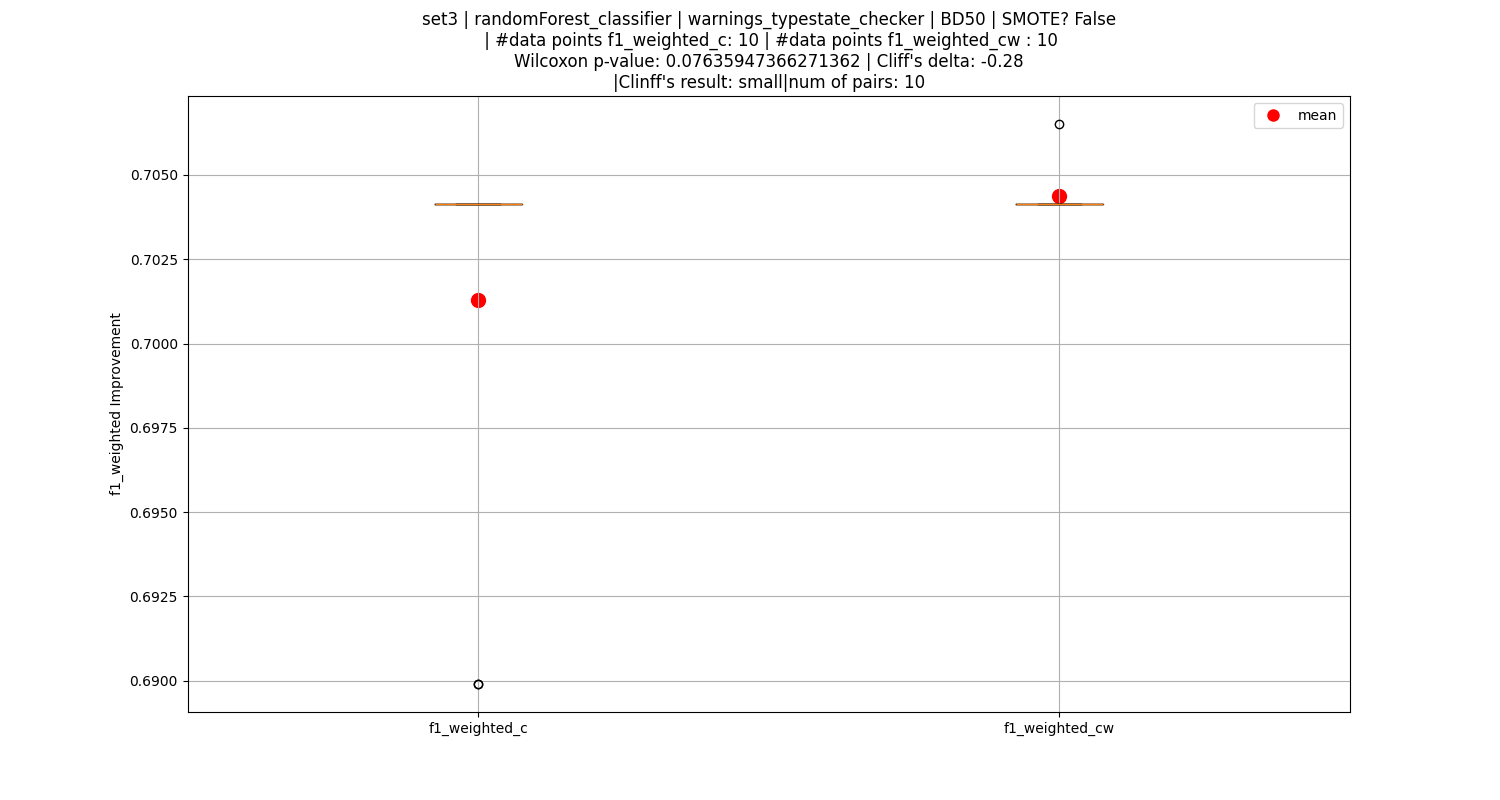 set3 | randomForest_classifier | warnings_typestate_checker | BD50 | SMOTE? False
| #data points f1_weighted_c: 10 | #data points f1_weighted_cw : 10
Wilcoxon p-value: 0.07635947366271362 | Cliff's delta: -0.28
|Clinff's result: small|num of pairs: 10
mean
0.7050
0.7025
0.7000
0.6975
0.6950
0.6925
0.6900
f1_weighted Improvement
f1_weighted_c
f1_weighted_cw